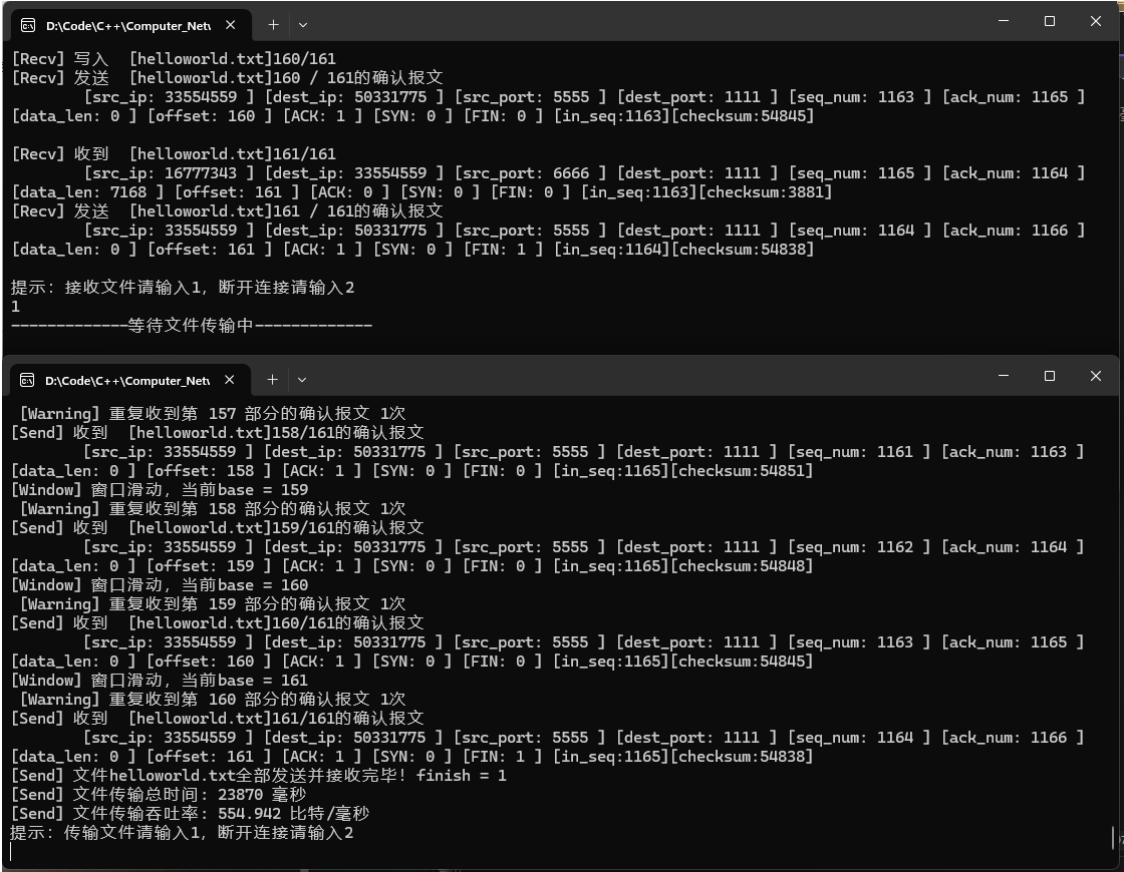 D:\Code\C++\Computer_Netw
[Recv] 写入  [helloworld.txt]160/161
[Recv] 发送  [helloworld.txt]160 / 161的确认报文
[src_ip: 33554559 ] [dest_ip: 50331775 ] [src_port: 5555 ] [dest_port: 1111 ] [seq_num: 1163 ] [ack_num: 1165 ]
[data_len: 0 ] [offset: 160 ] [ACK: 1 ] [SYN: 0 ] [FIN: 0 ] [in_seq:1163][checksum:54845]
[Recv] 收到  [helloworld.txt]161/161
[src_ip: 16777343 ] [dest_ip: 33554559 ] [src_port: 6666 ] [dest_port: 1111 ] [seq_num: 1165 ] [ack_num: 1164 ]
[data_len: 7168 ] [offset: 161 ] [ACK: 0 ] [SYN: 0 ] [FIN: 0 ] [in_seq:1163][checksum:3881]
[Recv] 发送  [helloworld.txt]161 / 161的确认报文
[src_ip: 33554559 ] [dest_ip: 50331775 ] [src_port: 5555 ] [dest_port: 1111 ] [seq_num: 1164 ] [ack_num: 1166 ]
[data_len: 0 ] [offset: 161 ] [ACK: 1 ] [SYN: 0 ] [FIN: 1 ] [in_seq:1164][checksum:54838]
提示：接收文件请输入1，断开连接请输入2
1
-------------等待文件传输中-------------
D:\Code\C++\Computer_Netw
[Warning] 重复收到第 157 部分的确认报文 1次
[Send] 收到  [helloworld.txt]158/161的确认报文
[src_ip: 33554559 ] [dest_ip: 50331775 ] [src_port: 5555 ] [dest_port: 1111 ] [seq_num: 1161 ] [ack_num: 1163 ]
[data_len: 0 ] [offset: 158 ] [ACK: 1 ] [SYN: 0 ] [FIN: 0 ] [in_seq:1165][checksum:54851]
[Window] 窗口滑动，当前base = 159
[Warning] 重复收到第 158 部分的确认报文 1次
[Send] 收到  [helloworld.txt]159/161的确认报文
[src_ip: 33554559 ] [dest_ip: 50331775 ] [src_port: 5555 ] [dest_port: 1111 ] [seq_num: 1162 ] [ack_num: 1164 ]
[data_len: 0 ] [offset: 159 ] [ACK: 1 ] [SYN: 0 ] [FIN: 0 ] [in_seq:1165][checksum:54848]
[Window] 窗口滑动，当前base = 160
[Warning] 重复收到第 159 部分的确认报文 1次
[Send] 收到  [helloworld.txt]160/161的确认报文
[src_ip: 33554559 ] [dest_ip: 50331775 ] [src_port: 5555 ] [dest_port: 1111 ] [seq_num: 1163 ] [ack_num: 1165 ]
[data_len: 0 ] [offset: 160 ] [ACK: 1 ] [SYN: 0 ] [FIN: 0 ] [in_seq:1165][checksum:54845]
[Window] 窗口滑动，当前base = 161
[Warning] 重复收到第 160 部分的确认报文 1次
[Send] 收到  [helloworld.txt]161/161的确认报文
[src_ip: 33554559 ] [dest_ip: 50331775 ] [src_port: 5555 ] [dest_port: 1111 ] [seq_num: 1164 ] [ack_num: 1166 ]
[data_len: 0 ] [offset: 161 ] [ACK: 1 ] [SYN: 0 ] [FIN: 1 ] [in_seq:1165][checksum:54838]
[Send] 文件helloworld.txt全部发送并接收完毕！finish = 1
[Send] 文件传输总时间：23870 毫秒
[Send] 文件传输吞吐率：554.942 比特/毫秒
提示：传输文件请输入1，断开连接请输入2